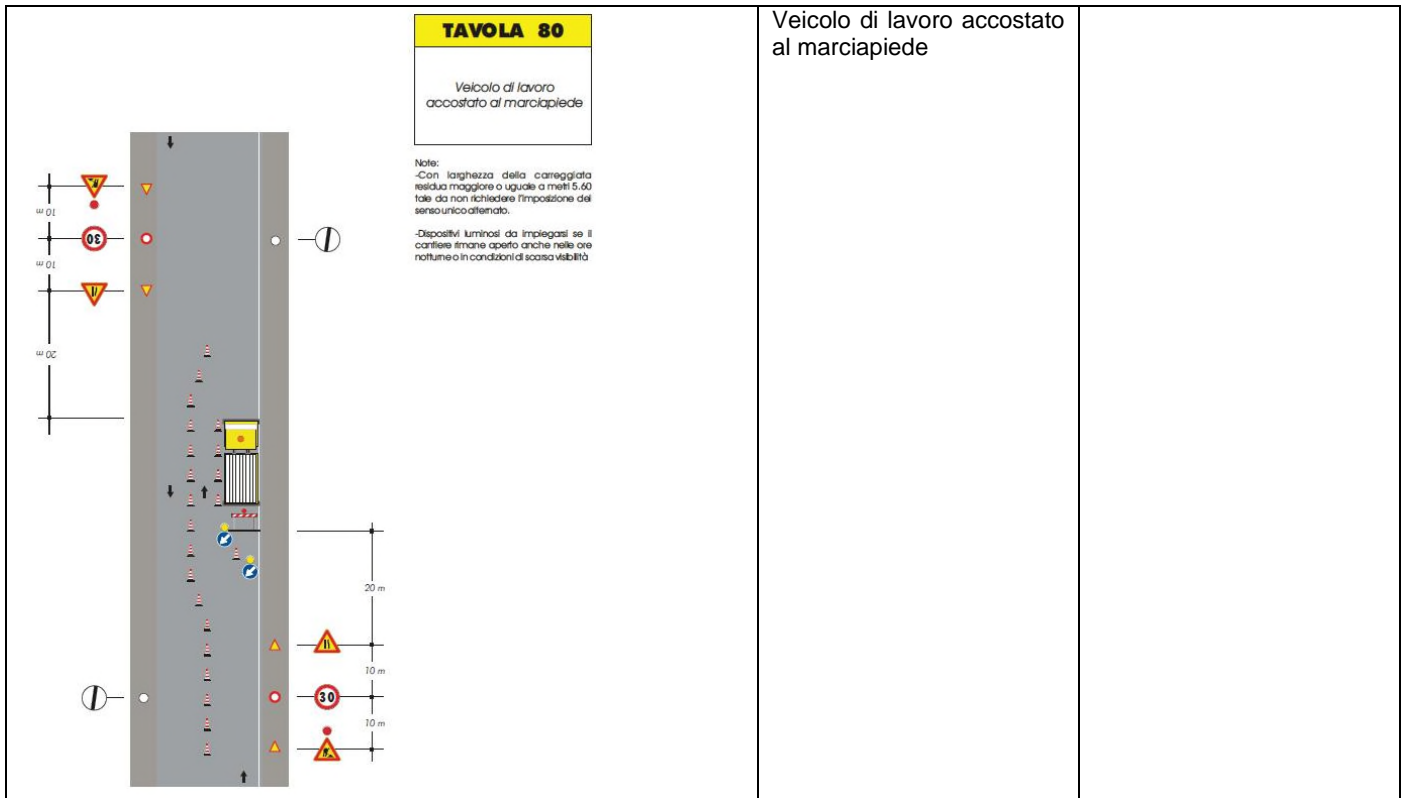 TAVOLA 80
Veicolo di lavoro
accostato al marciapiede
Note:
-Con larghezza della carreggiata
residua maggiore o uguale a metri 5.60
tale da non richiedere l'imposizione del
senso unico alternato.
-Dispositivi luminosi da impiegarsi se il
cantiere rimane aperto anche nelle ore
notturne o in condizioni di scarsa visibilità
Veicolo di lavoro accostato
al marciapiede
10 m
30
10 m
20 m
20 m
10 m
30
10 m